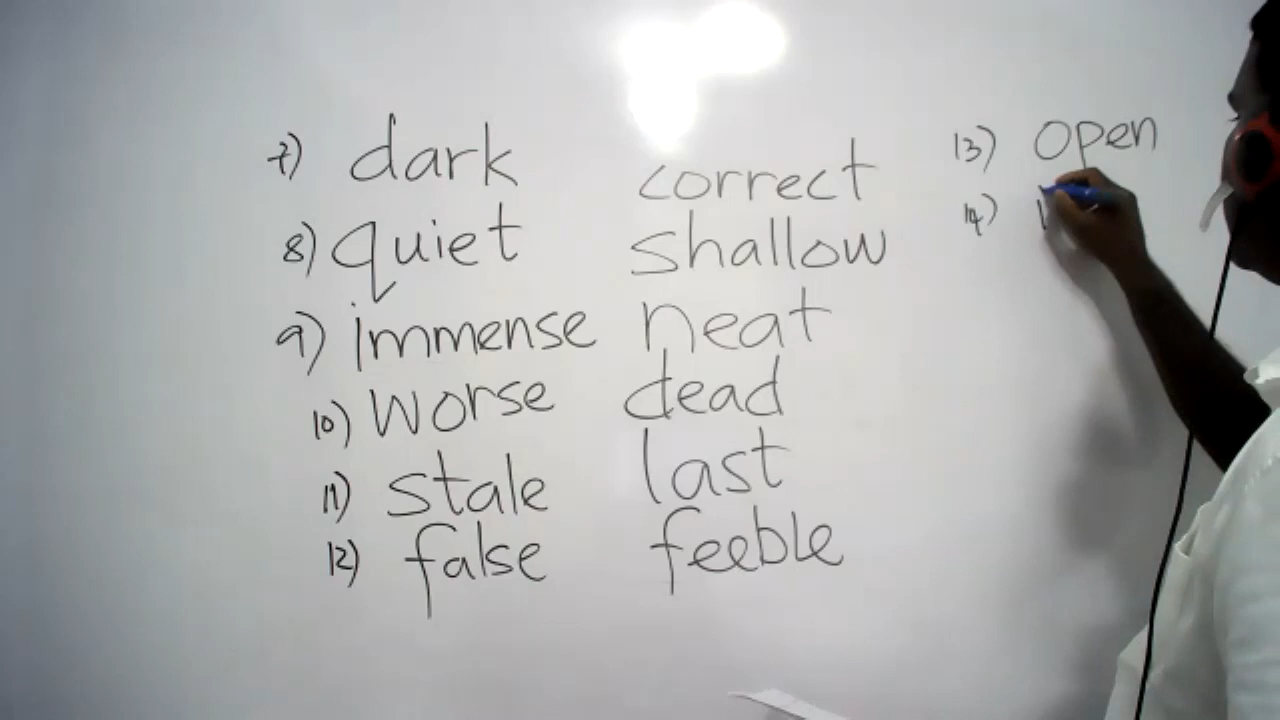 7) dark
8) quiet
9) immense
10) worse
11) stale
12) false
correct
shallow
neat
dead
last
feeble
13) open
14)